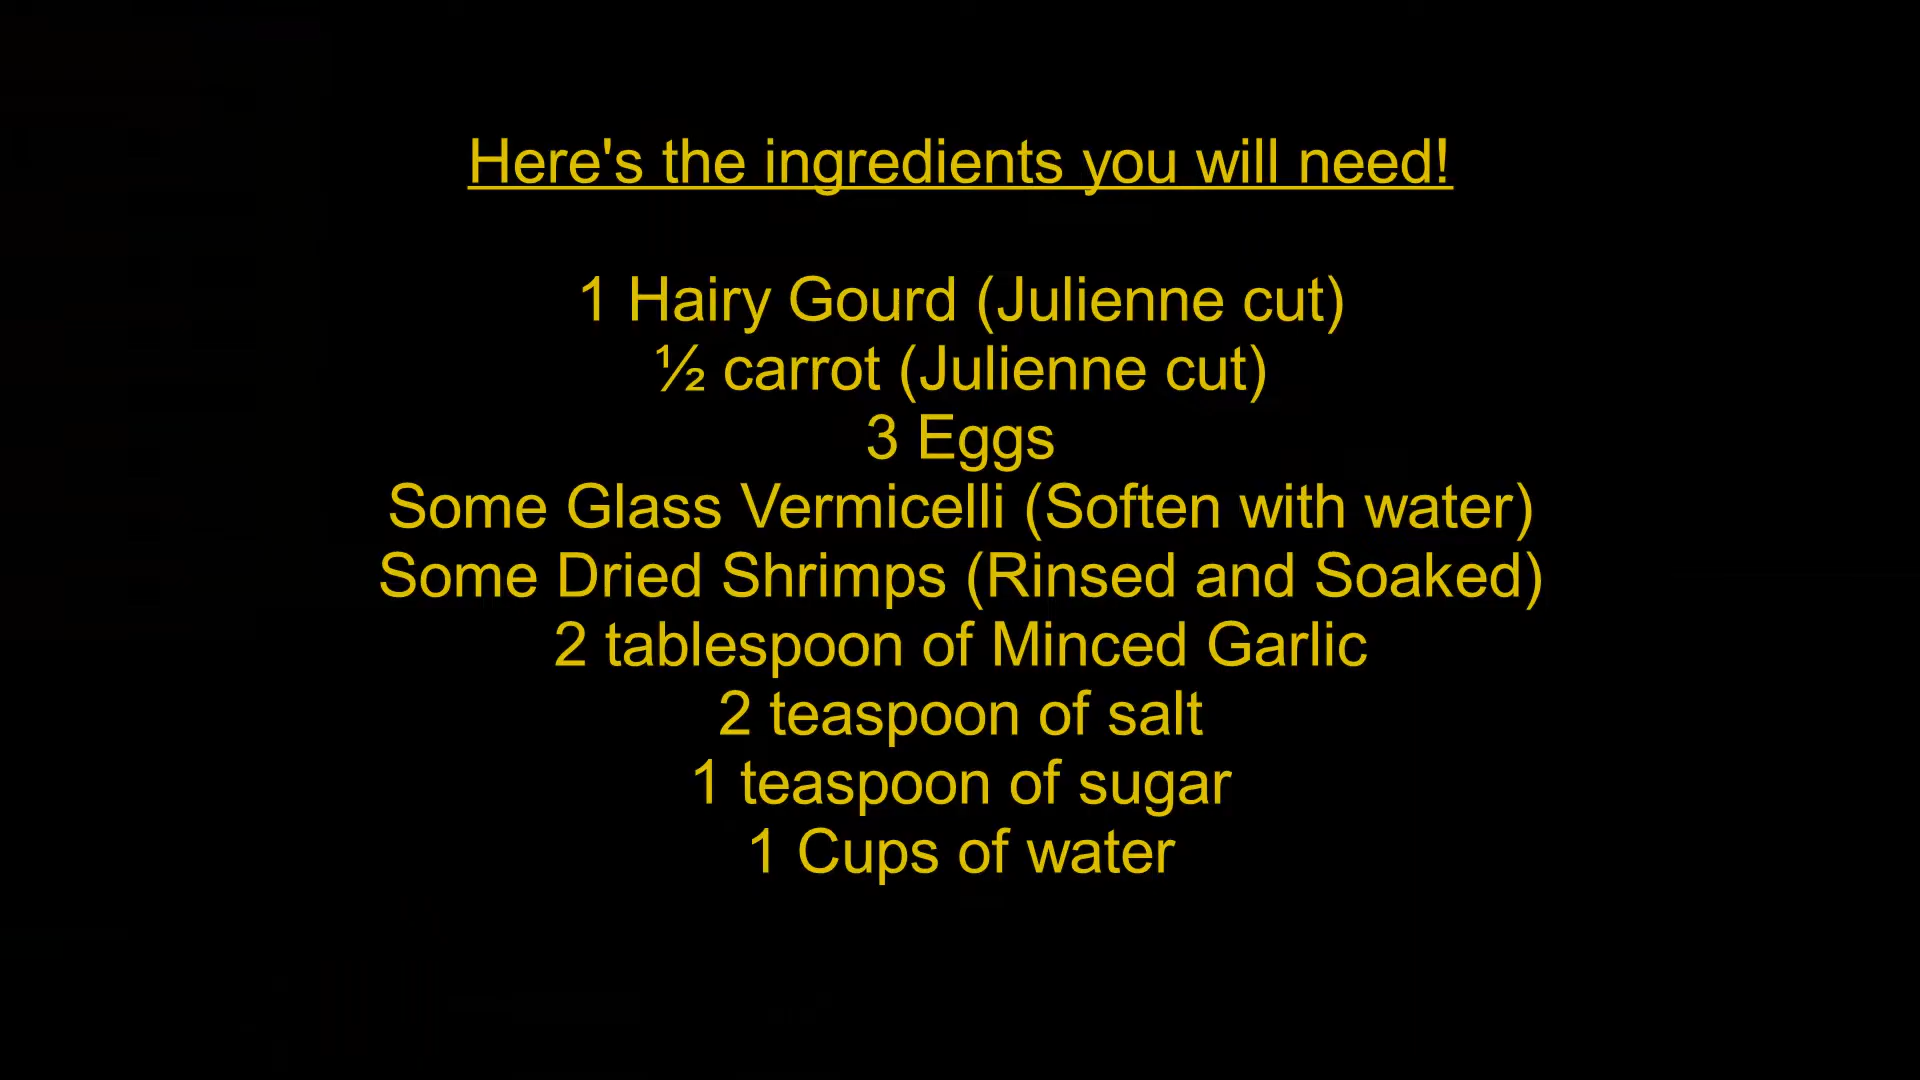 Here's the ingredients you will need!
1 Hairy Gourd (Julienne cut)
½ carrot (Julienne cut)
3 Eggs
Some Glass Vermicelli (Soften with water)
Some Dried Shrimps (Rinsed and Soaked)
2 tablespoon of Minced Garlic
2 teaspoon of salt
1 teaspoon of sugar
1 Cups of water